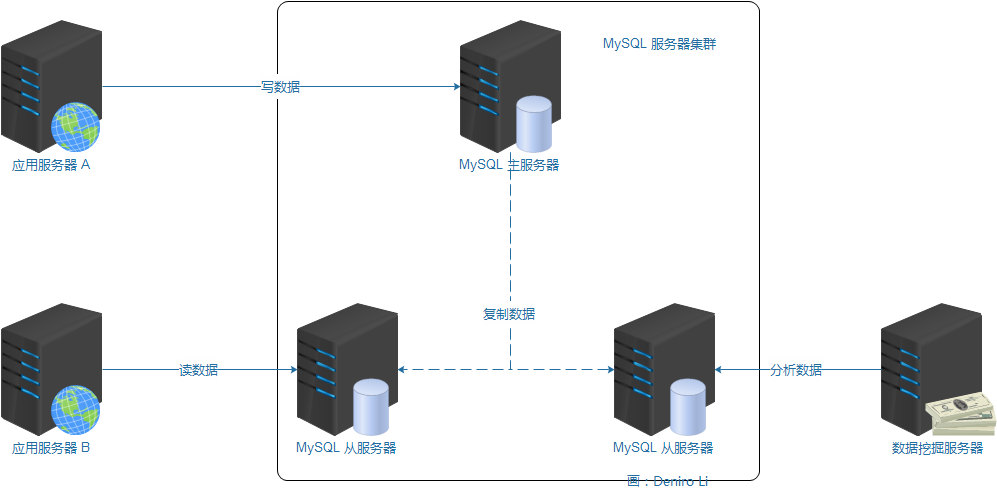 MySQL 服务器集群
写数据
应用服务器 A
MySQL 主服务器
复制数据
读数据
分析数据
应用服务器 B
MySQL 从服务器
MySQL 从服务器
数据挖掘服务器
画：Deniro Li